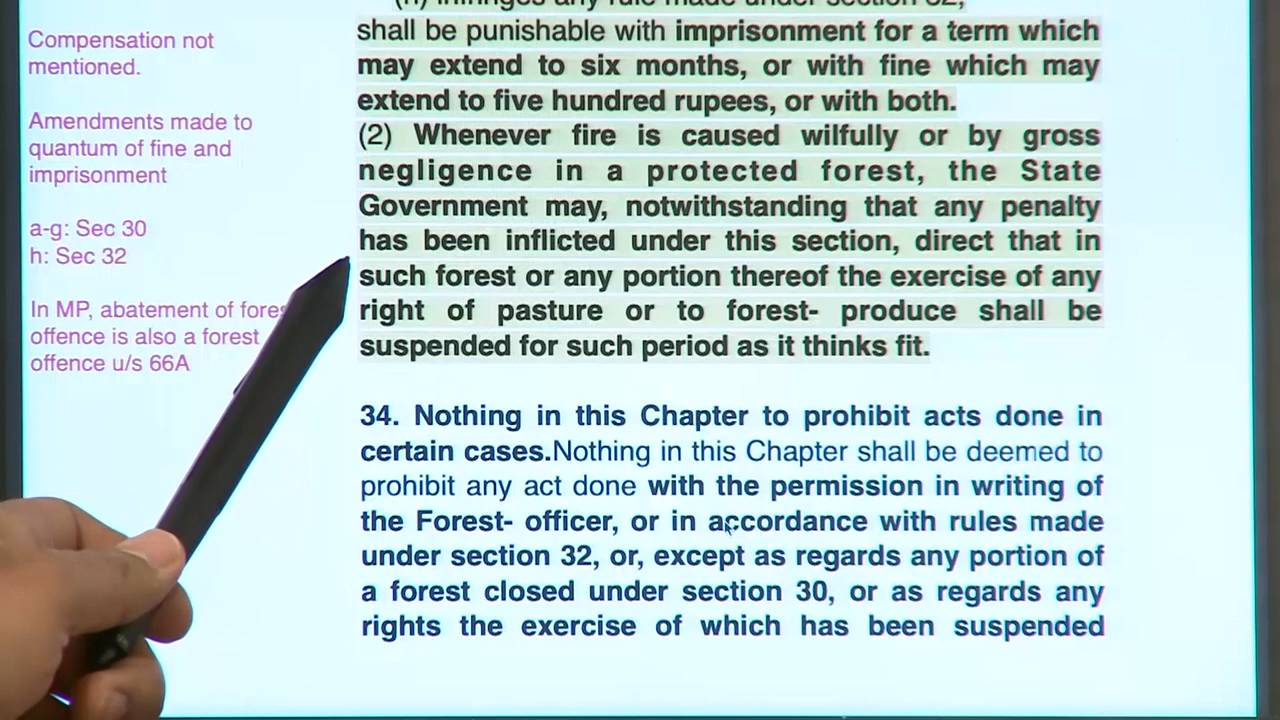 Compensation not
mentioned.
Amendments made to
quantum of fine and
imprisonment
a-g: Sec 30
h: Sec 32
In MP, abatement of fores
offence is also a forest
offence u/s 66A
(h) infringes any rule made under section 32,
shall be punishable with imprisonment for a term which
may extend to six months, or with fine which may
extend to five hundred rupees, or with both.
(2) Whenever fire is caused wilfully or by gross
negligence in a protected forest, the State
Government may, notwithstanding that any penalty
has been inflicted under this section, direct that in
such forest or any portion thereof the exercise of any
right of pasture or to forest- produce shall be
suspended for such period as it thinks fit.
34. Nothing in this Chapter to prohibit acts done in
certain cases.Nothing in this Chapter shall be deemed to
prohibit any act done with the permission in writing of
the Forest- officer, or in accordance with rules made
under section 32, or, except as regards any portion of
a forest closed under section 30, or as regards any
rights the exercise of which has been suspended